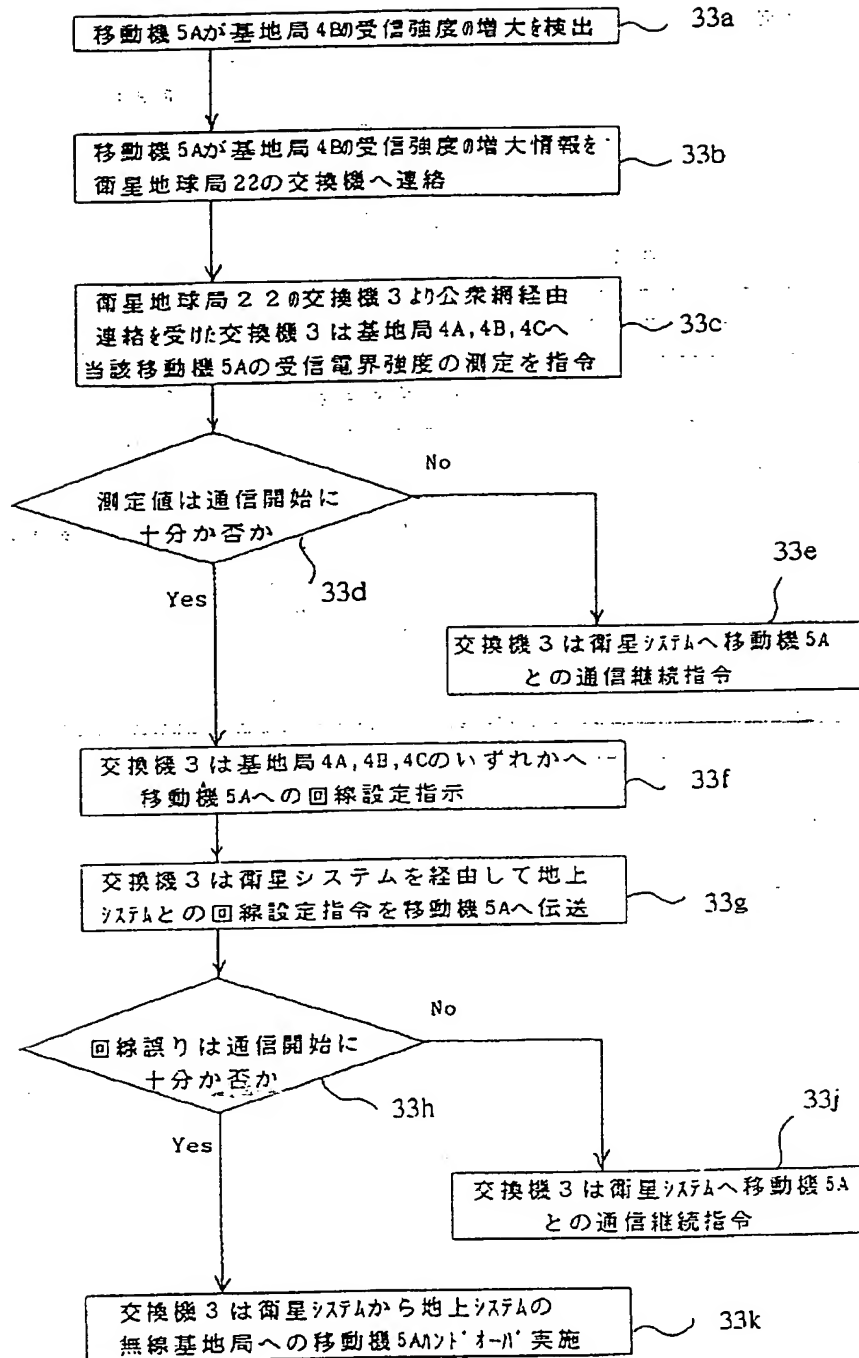 移動機5Aが基地局4Bの受信強度の増大を検出
33a
移動機5Aが基地局4Bの受信強度の増大情報を
衛星地球局22の交換機へ連絡
33b
衛星地球局22の交換機3より公衆網経由
連絡を受けた交換機3は基地局4A,4B,4Cへ
当該移動機5Aの受信電界強度の測定を指令
33c
測定値は通信開始に
十分か否か
33d
No
Yes
33e
交換機3は衛星システムへ移動機5A
との通信継続指令
交換機3は基地局4A,4B,4Cのいずれかへ
移動機5Aへの回線設定指示
33f
交換機3は衛星システムを経由して地上
システムとの回線設定指令を移動機5Aへ伝送
33g
回線誤りは通信開始に
十分か否か
33h
No
Yes
33j
交換機3は衛星システムへ移動機5A
との通信継続指令
交換機3は衛星システムから地上システムの
無線基地局への移動機5Aハンドオーバ実施
33k